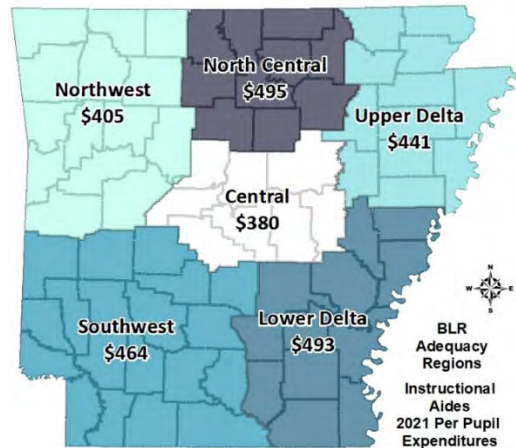 Northwest
$405
North Central
$495
Upper Delta
$441
Central
$380
Southwest
$464
Lower Delta
$493
N
W
E
S
BLR
Adequacy
Regions
Instructional
Aides
2021 Per Pupil
Expenditures